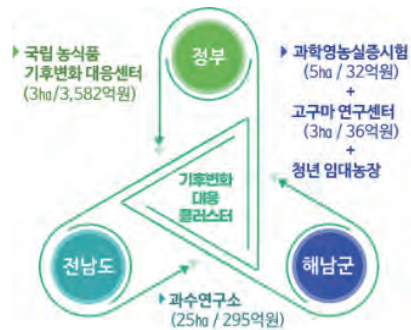 정부
▶ 국립 농식품
기후변화 대응센터
(3ha/3,582억원)
▶ 과학영농실증시험
(5ha / 32억원)
+
고구마 연구센터
(3ha / 36억원)
+
청년 임대농장
기후변화
대응
클러스터
전남도
해남군
▶ 과수연구소
(25ha / 295억원)